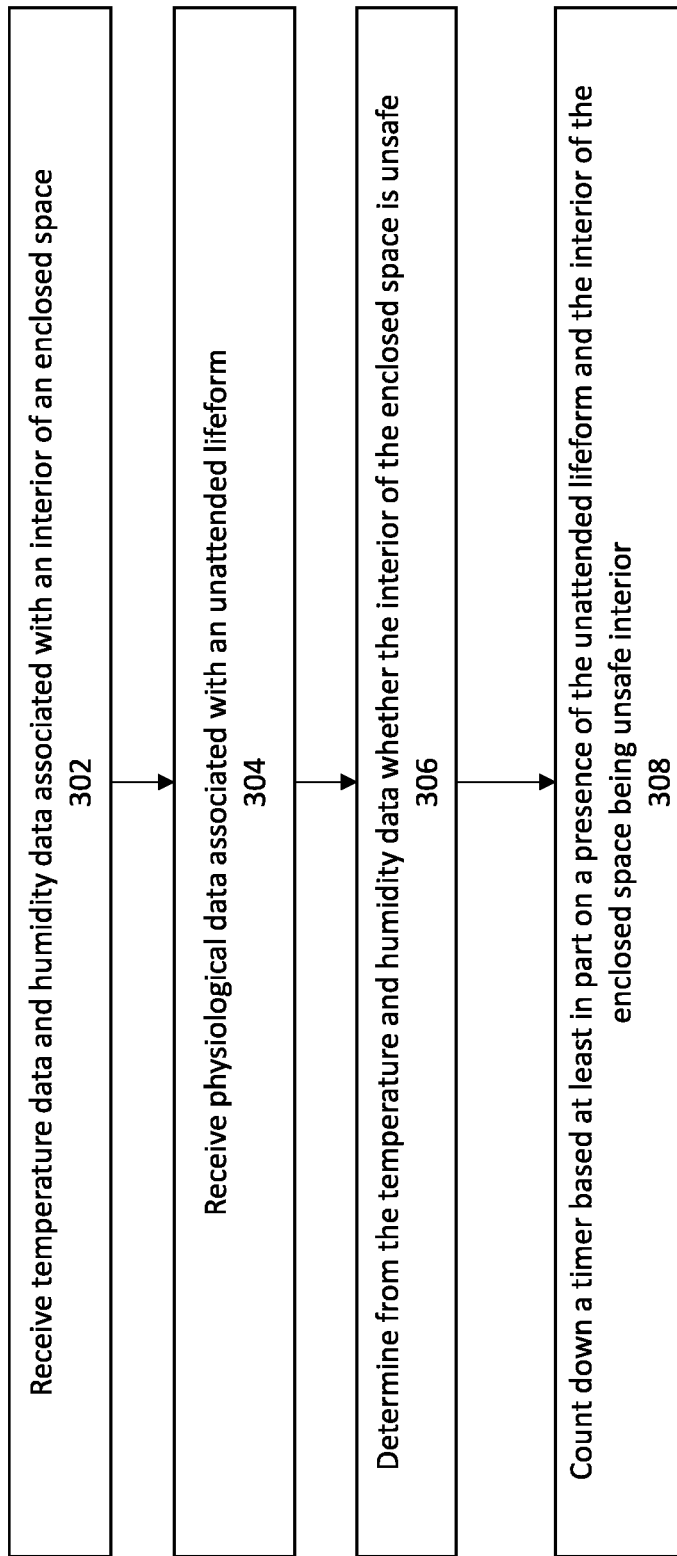 Receive temperature data and humidity data associated with an interior of an enclosed space
302
Receive physiological data associated with an unattended lifeform
304
Determine from the temperature and humidity data whether the interior of the enclosed space is unsafe
306
Count down a timer based at least in part on a presence of the unattended lifeform and the interior of the
enclosed space being unsafe interior
308